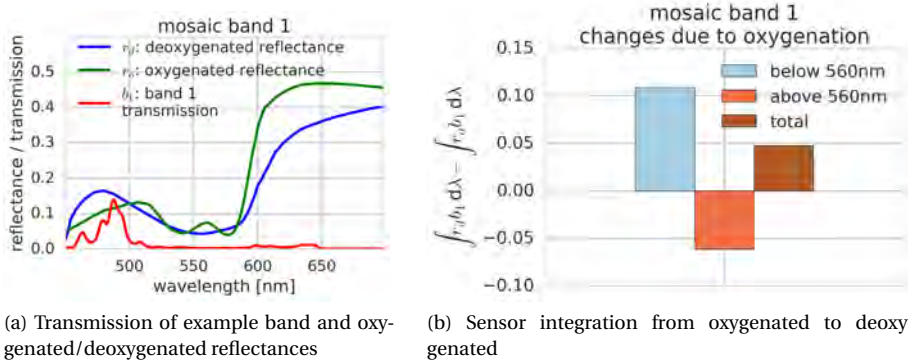 mosaic band 1
r_d: deoxygenated reflectance
r_o: oxygenated reflectance
b_1: band 1
transmission
reflectance / transmission
0.5
0.4
0.3
0.2
0.1
0.0
500
550
600
650
wavelength [nm]
(a) Transmission of example band and oxy-
genated/deoxygenated reflectances
mosaic band 1
changes due to oxygenation
below 560nm
above 560nm
total
∫ r_d b_1 dλ − ∫ r_o b_1 dλ
0.15
0.10
0.05
0.00
−0.05
−0.10
(b) Sensor integration from oxygenated to deoxy
genated